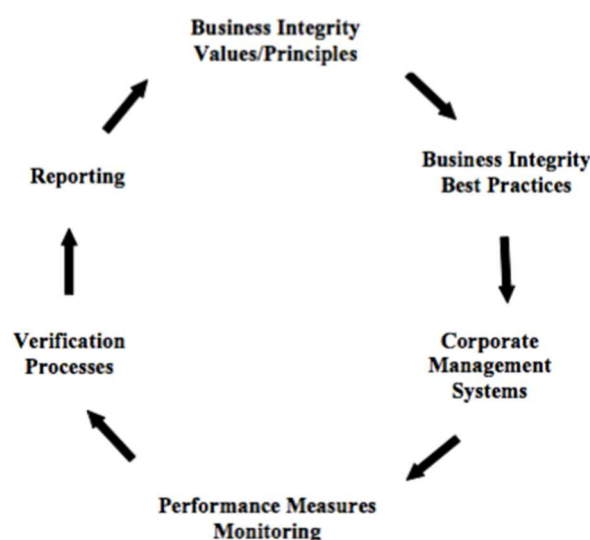 Business Integrity
Values/Principles
Business Integrity
Best Practices
Corporate
Management
Systems
Performance Measures
Monitoring
Verification
Processes
Reporting